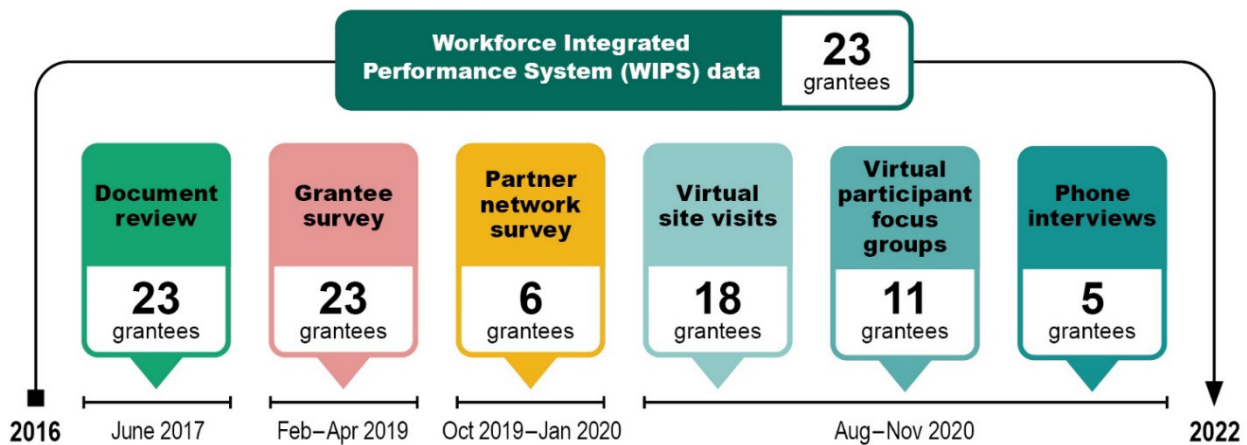 Workforce Integrated
Performance System (WIPS) data
23
grantees
Document
review
23
grantees
Grantee
survey
23
grantees
Partner
network
survey
6
grantees
Virtual
site visits
18
grantees
Virtual
participant
focus
groups
11
grantees
Phone
interviews
5
grantees
2016
June 2017
Feb–Apr 2019
Oct 2019–Jan 2020
Aug–Nov 2020
2022